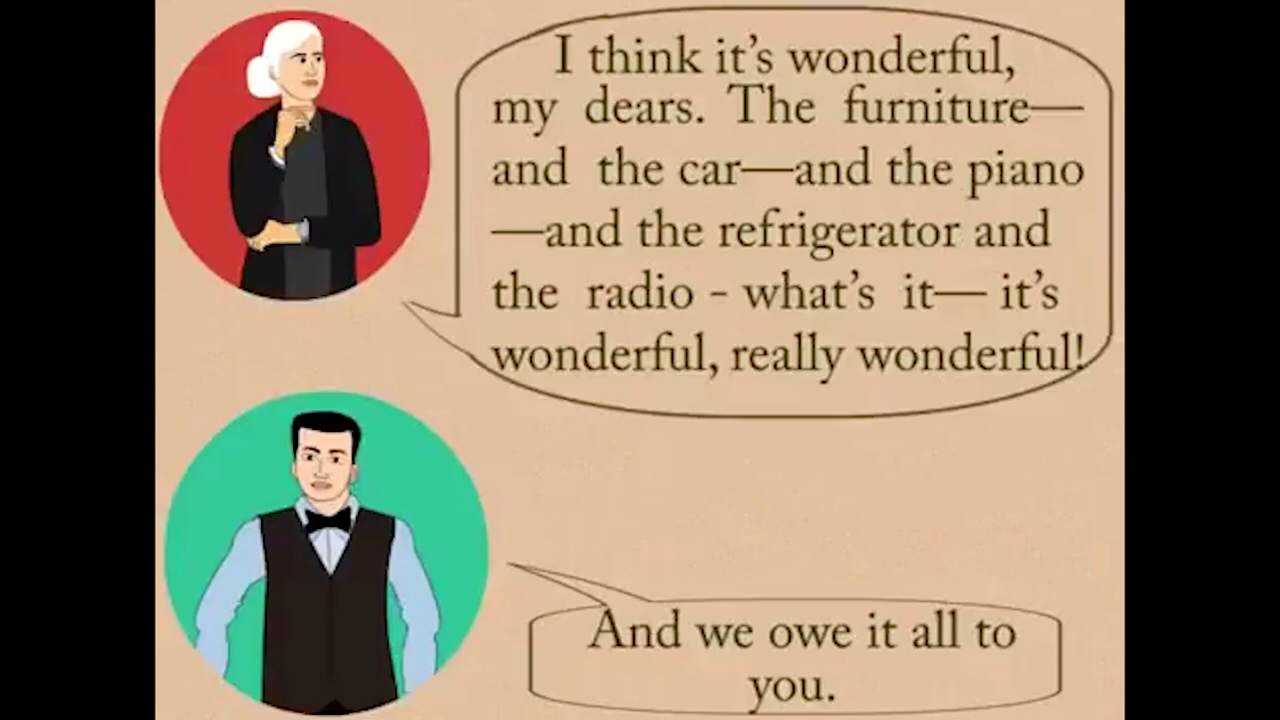 I think it’s wonderful,
my dears. The furniture—
and the car—and the piano
—and the refrigerator and
the radio - what’s it— it’s
wonderful, really wonderful!
And we owe it all to
you.